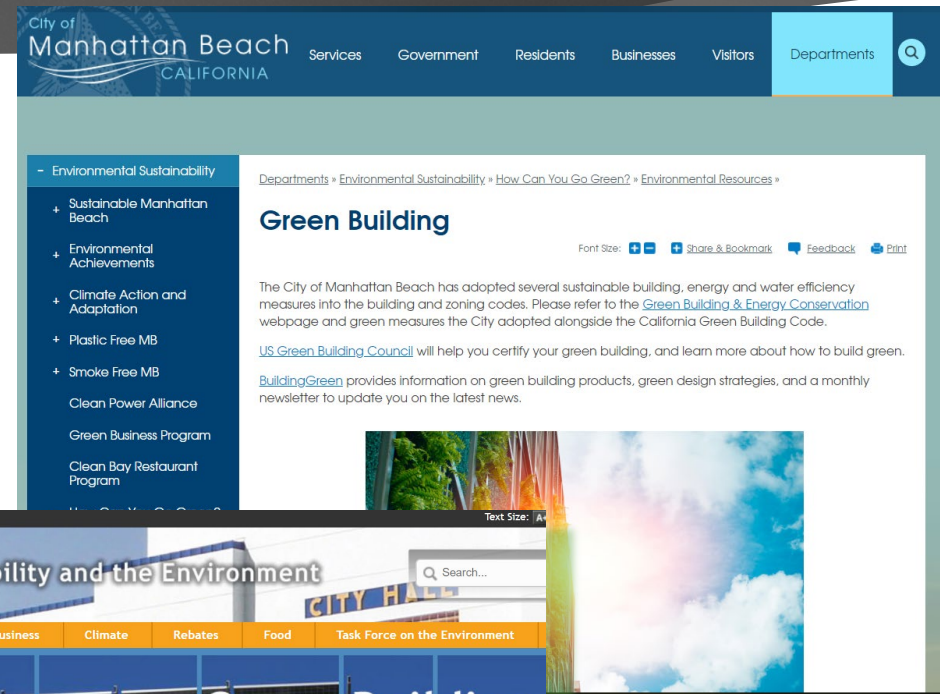 City of
Manhattan Beach
CALIFORNIA
Services Government Residents Businesses Visitors Departments
- Environmental Sustainability
+ Sustainable Manhattan
Beach
+ Environmental
Achievements
+ Climate Action and
Adaptation
+ Plastic Free MB
+ Smoke Free MB
Clean Power Alliance
Green Business Program
Clean Bay Restaurant
Program
Departments » Environmental Sustainability » How Can You Go Green? » Environmental Resources »
Green Building
Font Size: + - + Share & Bookmark Feedback Print
The City of Manhattan Beach has adopted several sustainable building, energy and water efficiency
measures into the building and zoning codes. Please refer to the Green Building & Energy Conservation
webpage and green measures the City adopted alongside the California Green Building Code.
US Green Building Council will help you certify your green building, and learn more about how to build green.
BuildingGreen provides information on green building products, green design strategies, and a monthly
newsletter to update you on the latest news.
Text Size:
ility and the Environment
Search...
CITY HALL
usiness Climate Rebates Food Task Force on the Environment